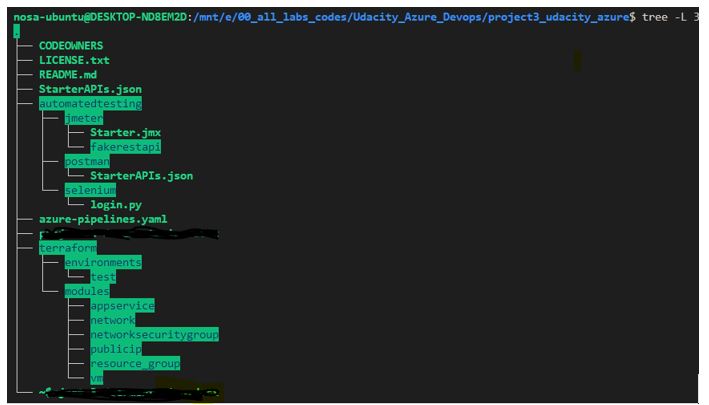 nosa-ubuntu@DESKTOP-ND8EM2D:/mnt/e/00_all_labs_codes/Udacity_Azure_Devops/project3_udacity_azure$ tree -L 3
.
├── CODEOWNERS
├── LICENSE.txt
├── README.md
├── StarterAPIs.json
├── automatedtesting
│   ├── jmeter
│   │   ├── Starter.jmx
│   │   └── fakerestapi
│   ├── postman
│   │   └── StarterAPIs.json
│   └── selenium
│       └── login.py
├── azure-pipelines.yaml
├──
├── terraform
│   ├── environments
│   │   └── test
│   └── modules
│       ├── appservice
│       ├── network
│       ├── networksecuritygroup
│       ├── publicip
│       ├── resource_group
│       └── vm
└──